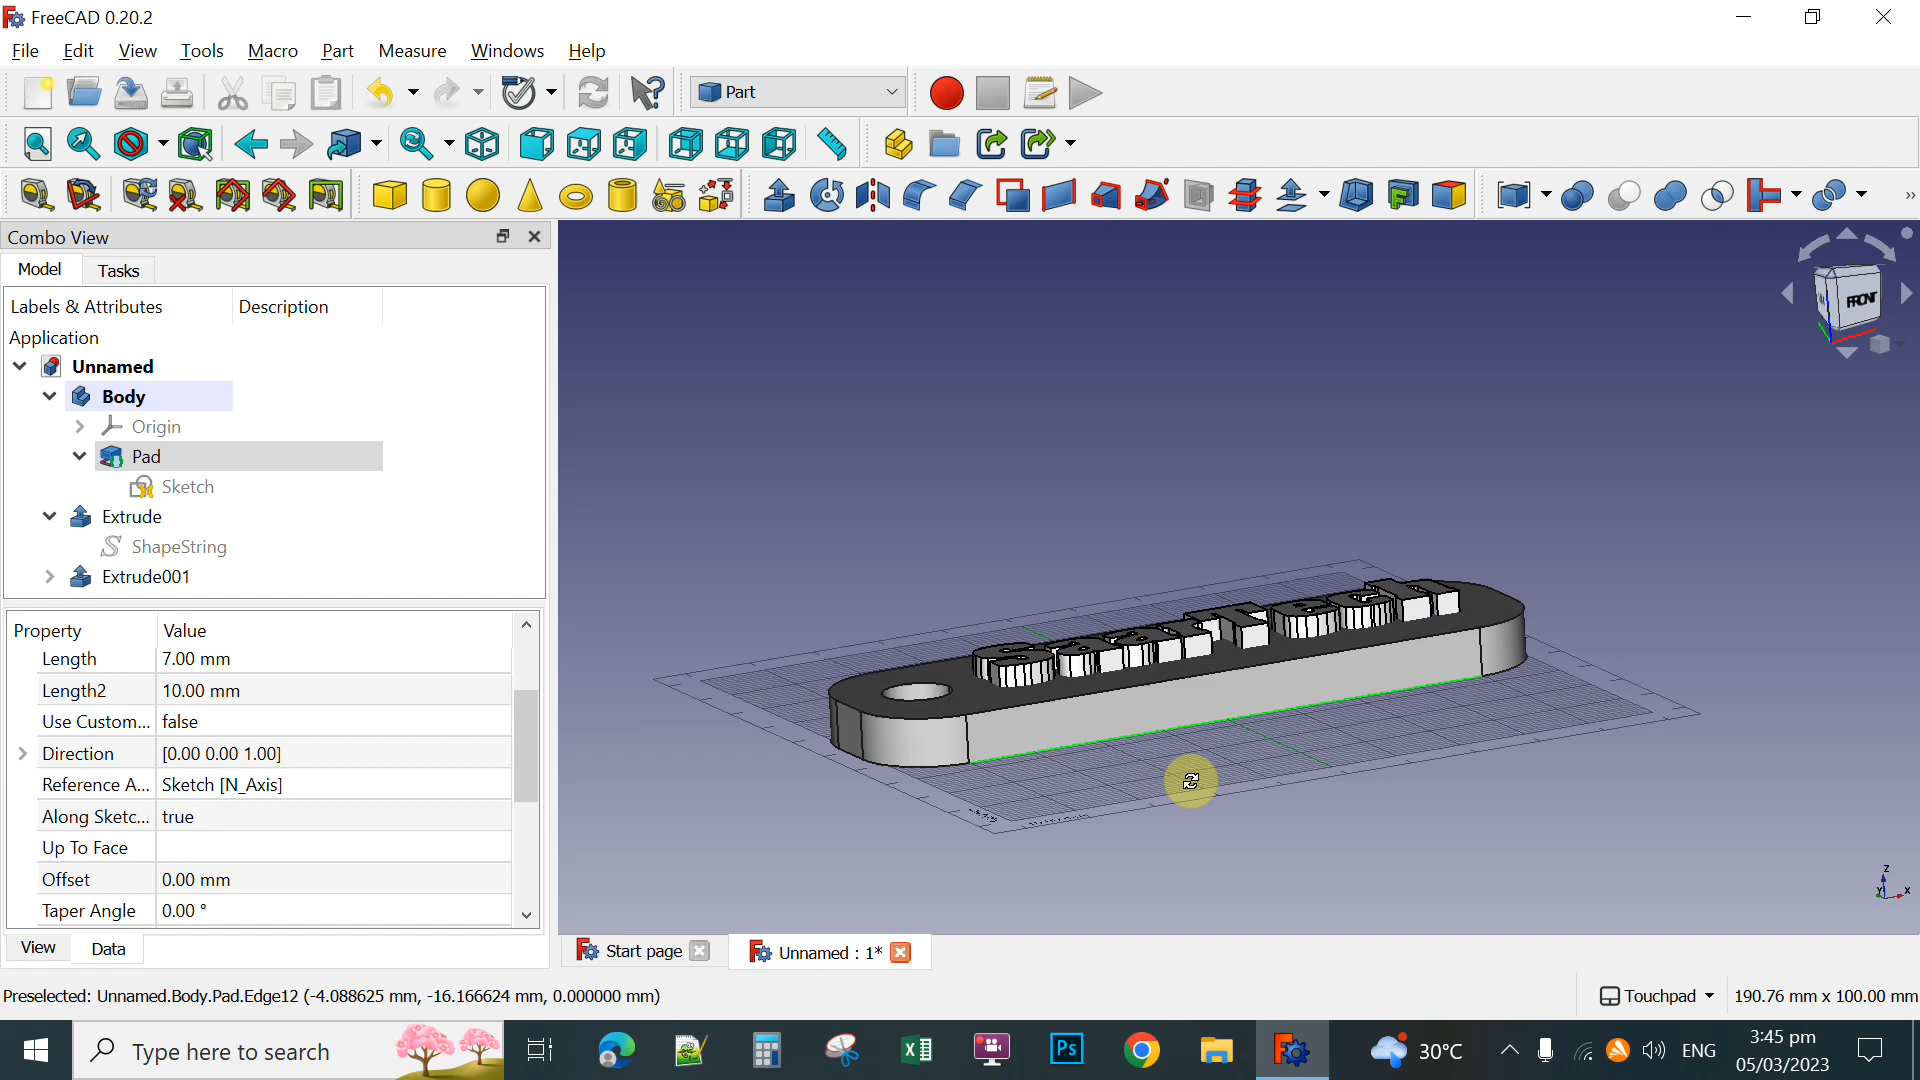 FreeCAD 0.20.2
File Edit View Tools Macro Part Measure Windows Help
Part
Combo View
Model Tasks
Labels & Attributes Description
Application
Unnamed
Body
Origin
Pad
Sketch
Extrude
ShapeString
Extrude001
Property Value
Length 7.00 mm
Length2 10.00 mm
Use Custom... false
Direction [0.00 0.00 1.00]
Reference A... Sketch [N_Axis]
Along Sketc... true
Up To Face
Offset 0.00 mm
Taper Angle 0.00 °
View Data
FRONT
Z
Y X
Start page Unnamed : 1*
Preselected: Unnamed.Body.Pad.Edge12 (-4.088625 mm, -16.166624 mm, 0.000000 mm)
Touchpad 190.76 mm x 100.00 mm
Type here to search
Ps
30°C
ENG
3:45 pm
05/03/2023